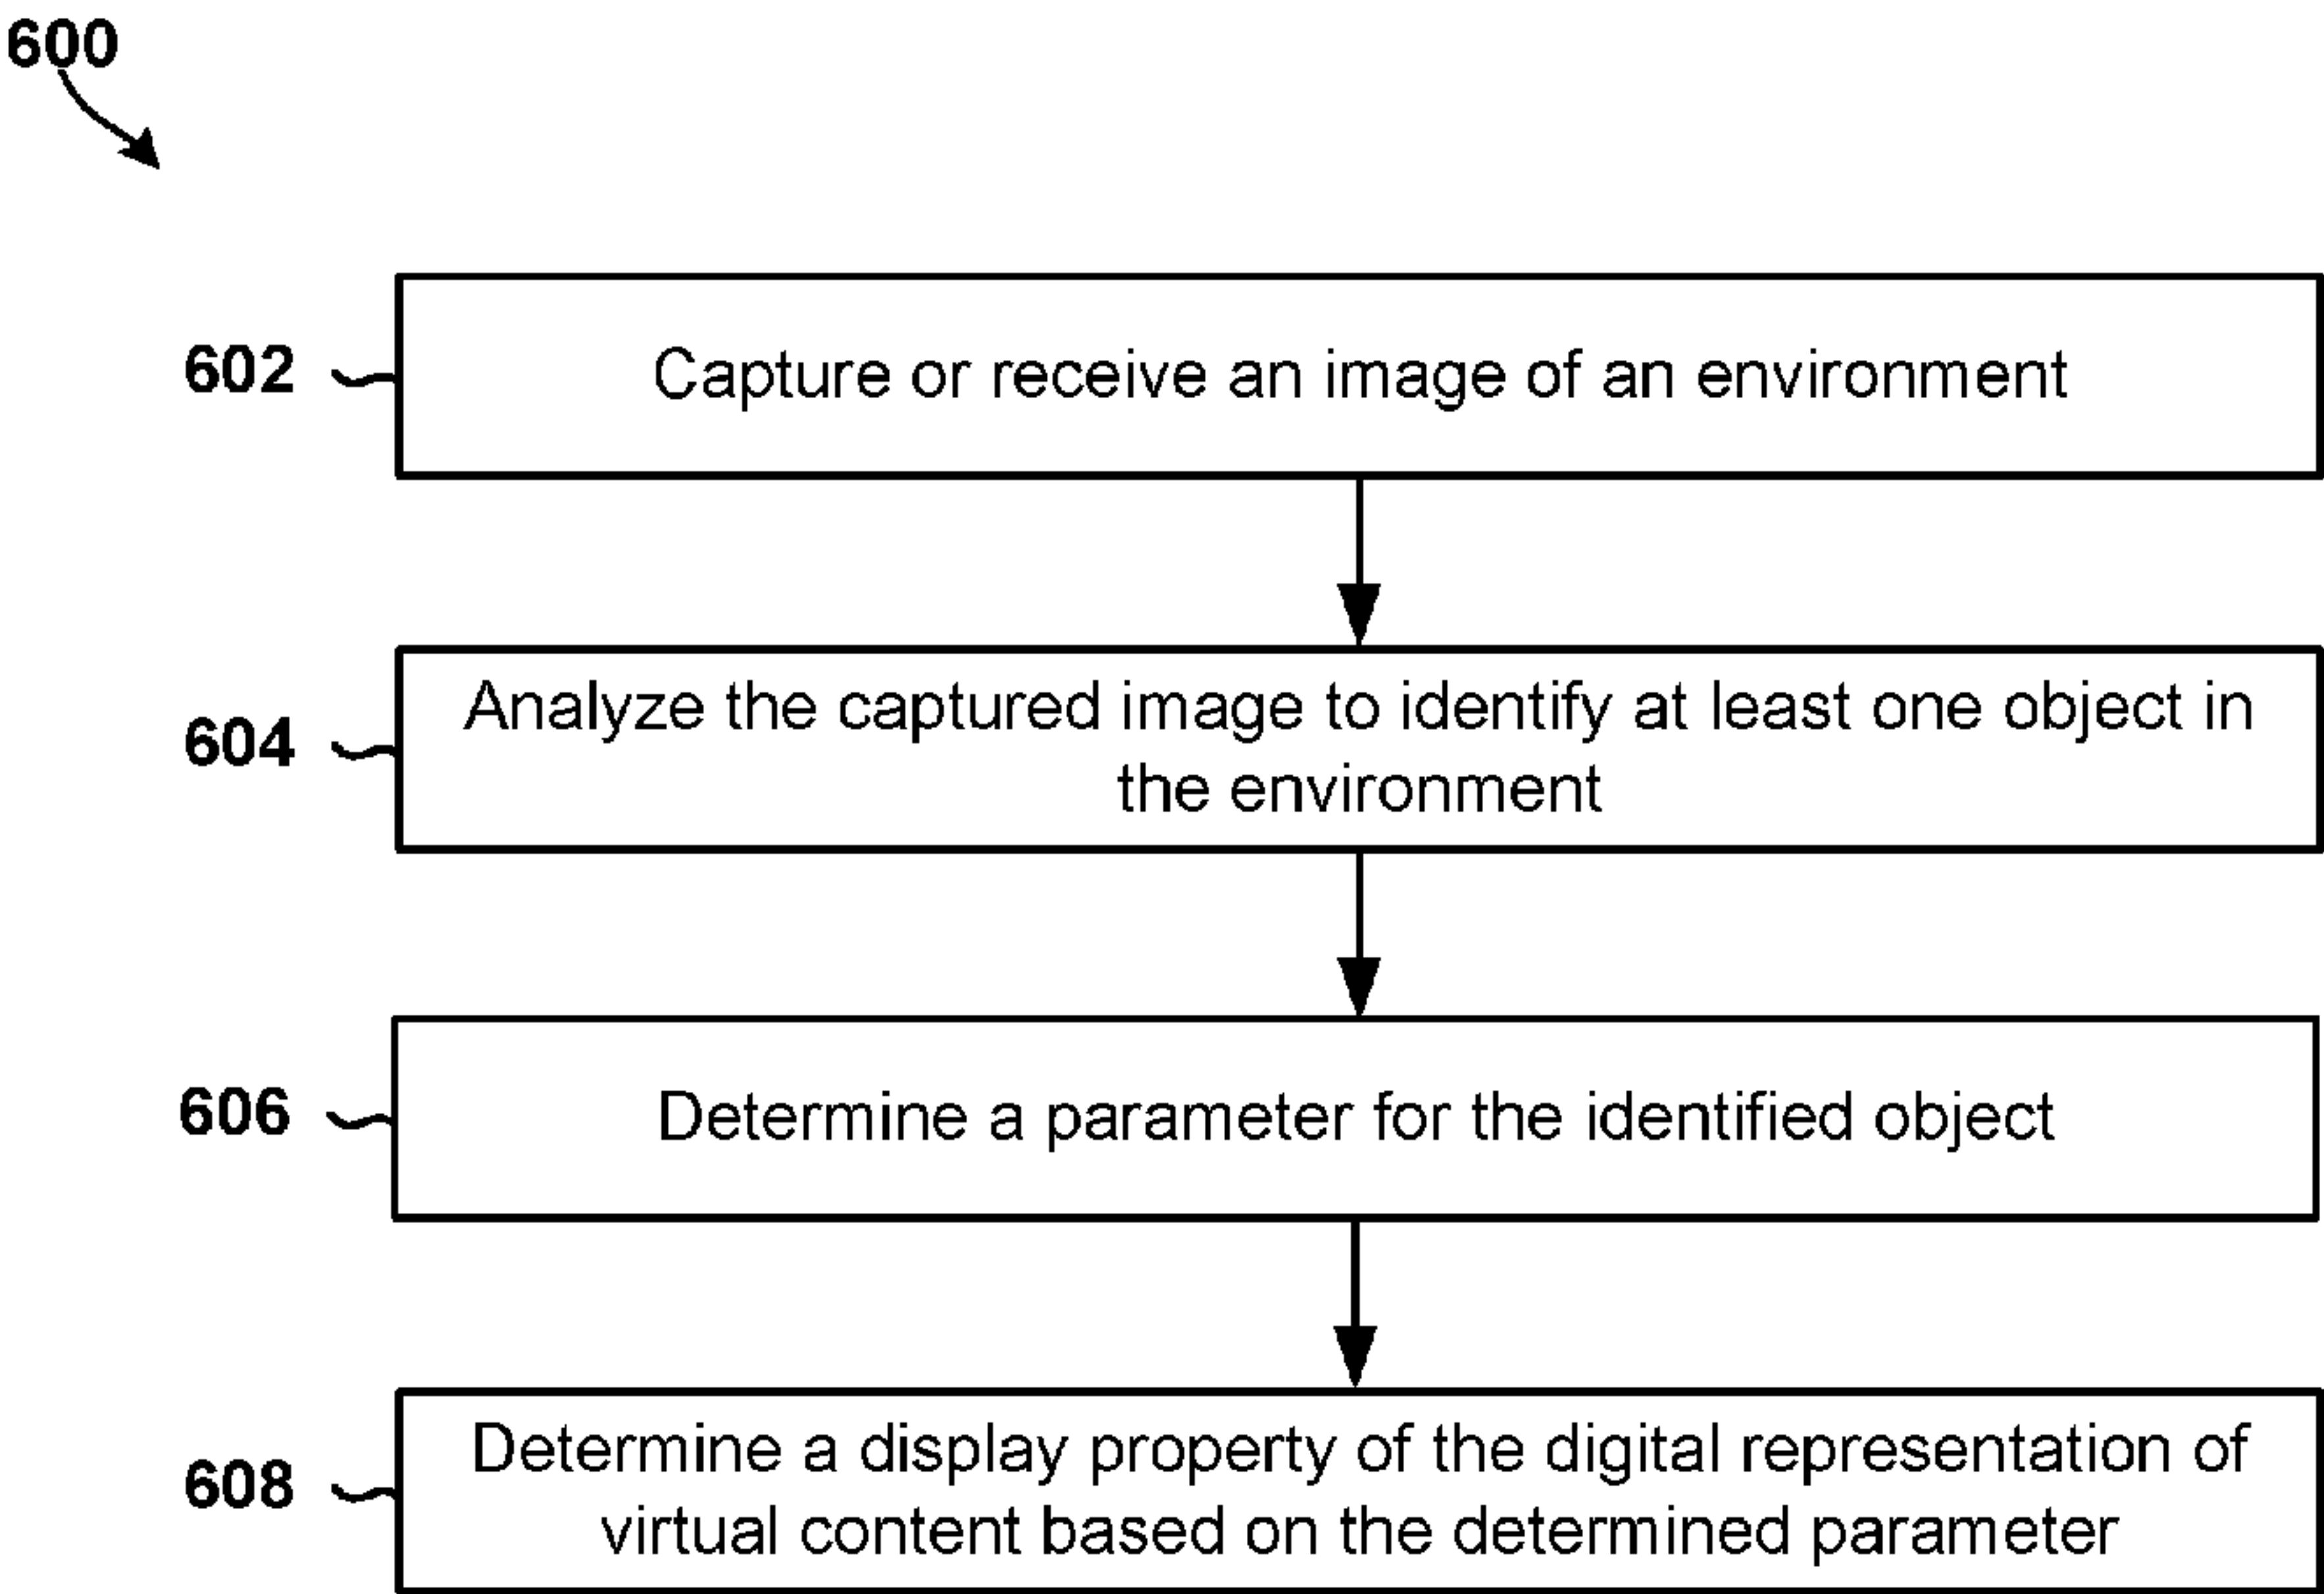 600
602
Capture or receive an image of an environment
604
Analyze the captured image to identify at least one object in
the environment
606
Determine a parameter for the identified object
608
Determine a display property of the digital representation of
virtual content based on the determined parameter